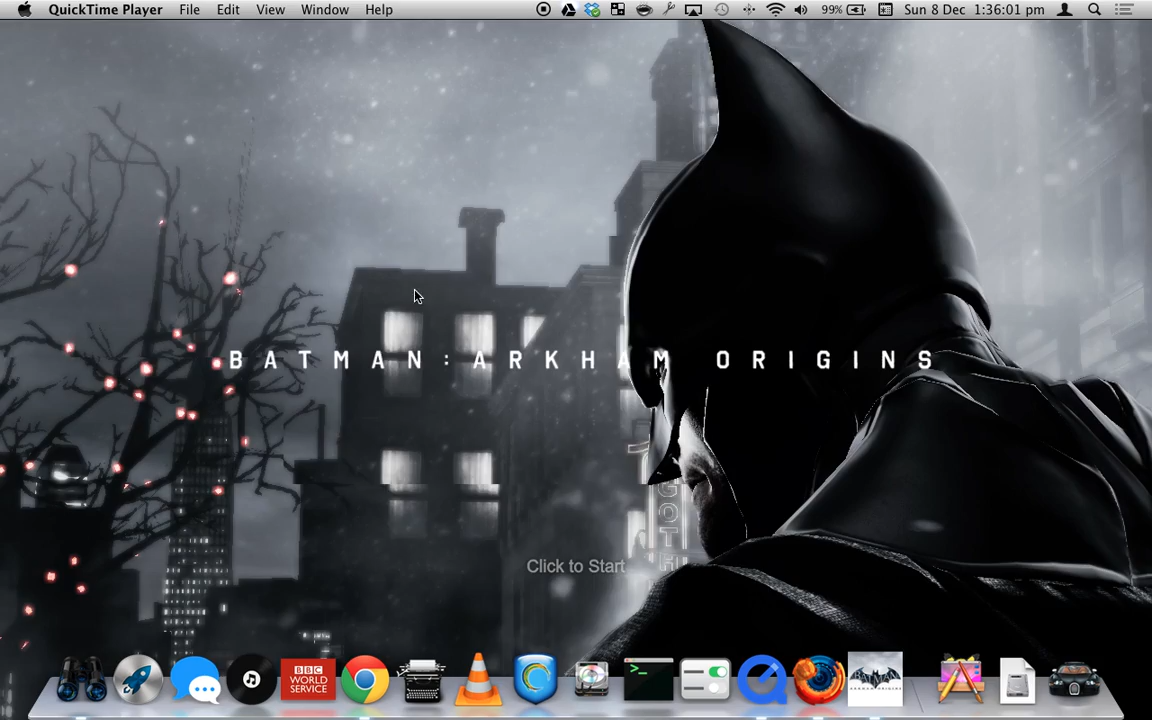 QuickTime Player File Edit View Window Help 99% Sun 8 Dec 1:36:01 pm
BATMAN: ARKHAM ORIGINS
GOTH
Click to Start
BBC
WORLD
SERVICE
>_